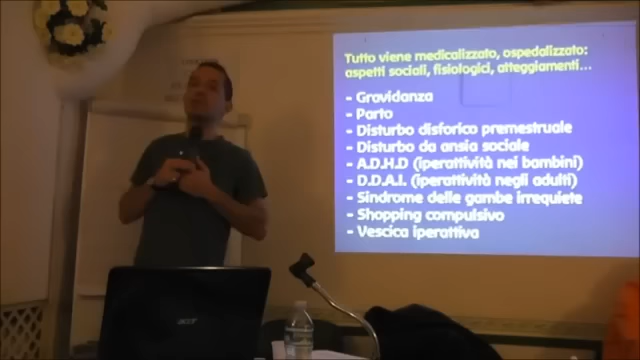 Tutto viene medicalizzato, ospedalizzato:
aspetti sociali, fisiologici, atteggiamenti...
- Gravidanza
- Parto
- Disturbo disforico premestruale
- Disturbo da ansia sociale
- A.D.H.D (iperattività nei bambini)
- D.D.A.I. (iperattività negli adulti)
- Sindrome delle gambe irrequiete
- Shopping compulsivo
- Vescica iperattiva
acer